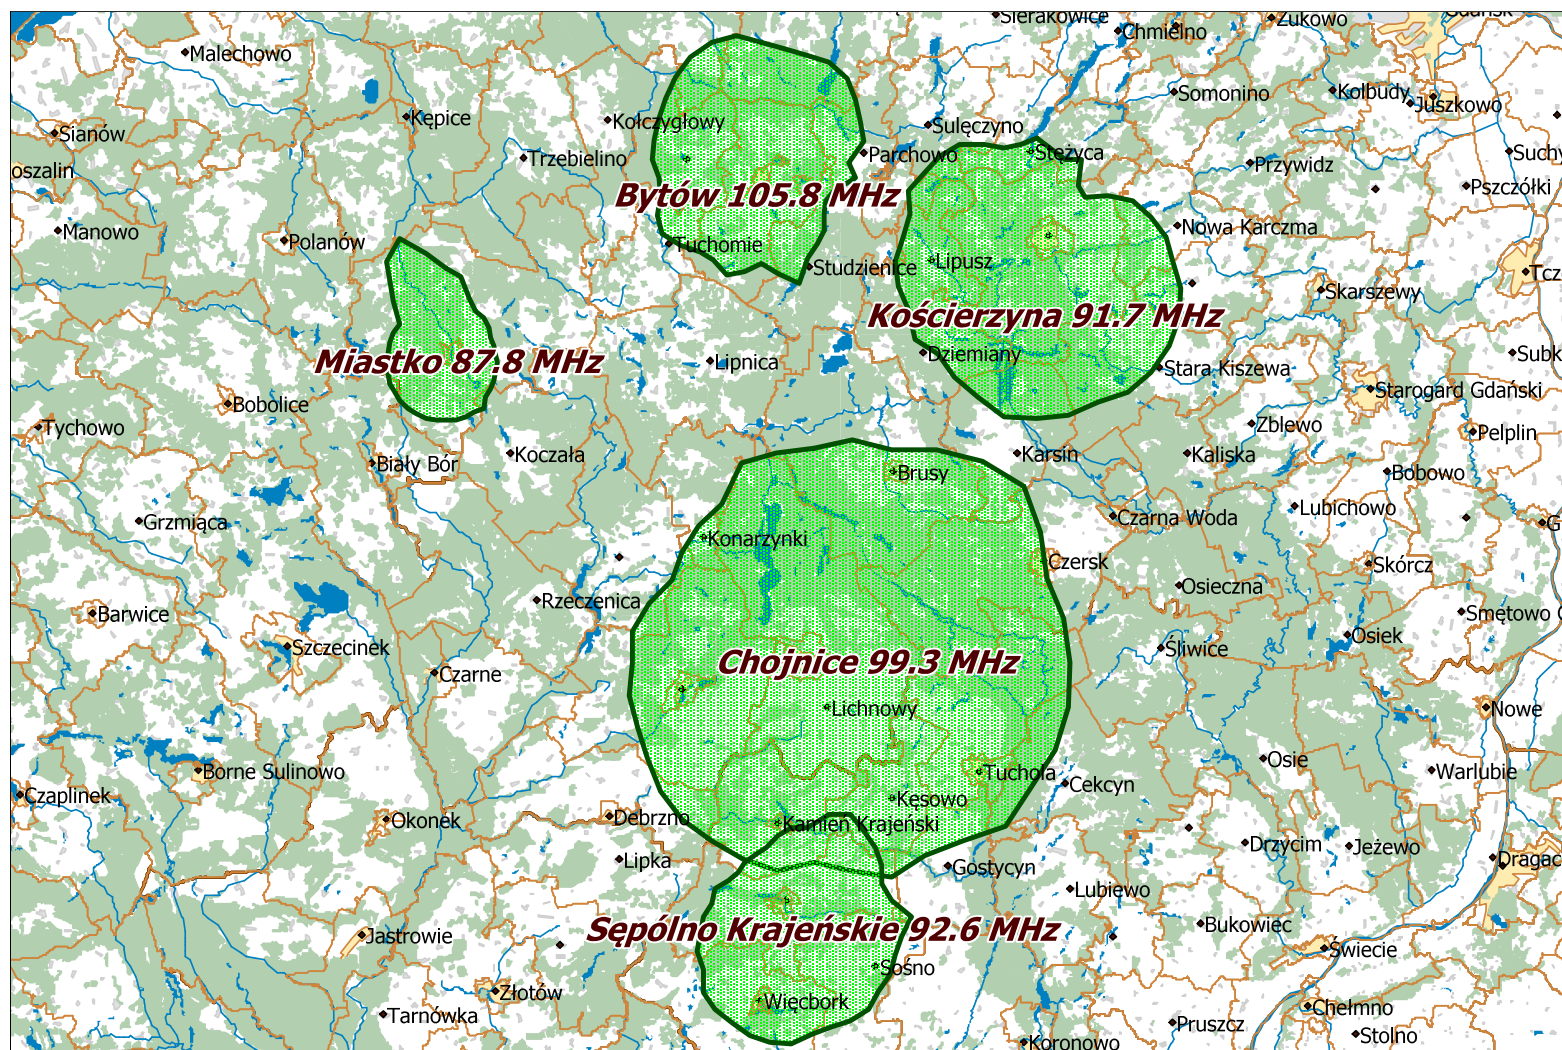 Sierakowice
Żukowo
Gdańsk
Chmielno
Malechowo
Somonino
Kolbudy
Juszkowo
Kępice
Kołczygłowy
Sulęczyno
Sianów
Trzebielino
Parchowo
Stężyca
Przywidz
Suchy
oszalin
Pszczółki
Bytów 105.8 MHz
Manowo
Polanów
Nowa Karczma
Tuchomie
Studzienice
Lipusz
Tcz
Skarszewy
Kościerzyna 91.7 MHz
Miastko 87.8 MHz
Lipnica
Dziemiany
Stara Kiszewa
Subk
Starogard Gdański
Bobolice
Tychowo
Zblewo
Pelplin
Biały Bór
Koczała
Karsin
Kaliska
Brusy
Bobowo
Grzmiąca
Lubichowo
Czarna Woda
G
Konarzynki
Czersk
Skórcz
Osieczna
Rzeczenica
Barwice
Smętowo G
Szczecinek
Osiek
Śliwice
Chojnice 99.3 MHz
Czarne
Lichnowy
Nowe
Osie
Borne Sulinowo
Tuchola
Warlubie
Cekcyn
Czaplinek
Kęsowo
Okonek
Debrzno
Kamień Krajeński
Drzycim
Jeżewo
Lipka
Gostycyn
Dragac
Lubiewo
Sępólno Krajeńskie 92.6 MHz
Bukowiec
Jastrowie
Świecie
Sośno
Złotów
Więcbork
Tarnówka
Chełmno
Pruszcz
Stolno
Koronowo